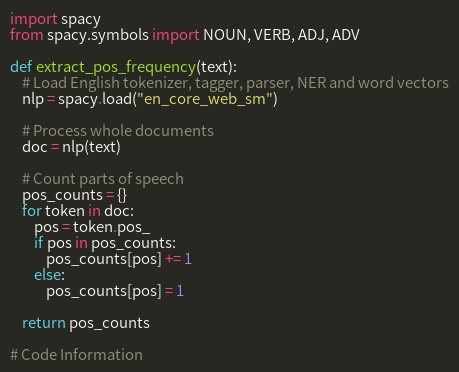 import spacy
from spacy.symbols import NOUN, VERB, ADJ, ADV

def extract_pos_frequency(text):
    # Load English tokenizer, tagger, parser, NER and word vectors
    nlp = spacy.load("en_core_web_sm")

    # Process whole documents
    doc = nlp(text)

    # Count parts of speech
    pos_counts = {}
    for token in doc:
        pos = token.pos_
        if pos in pos_counts:
            pos_counts[pos] += 1
        else:
            pos_counts[pos] = 1

    return pos_counts

# Code Information